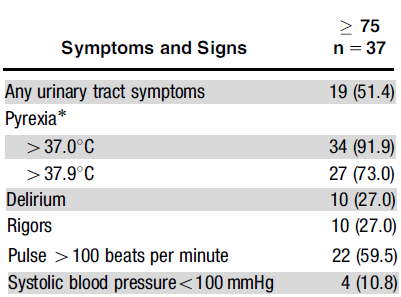 ≥ 75
Symptoms and Signs n = 37
Any urinary tract symptoms 19 (51.4)
Pyrexia*
> 37.0°C 34 (91.9)
> 37.9°C 27 (73.0)
Delirium 10 (27.0)
Rigors 10 (27.0)
Pulse > 100 beats per minute 22 (59.5)
Systolic blood pressure < 100 mmHg 4 (10.8)